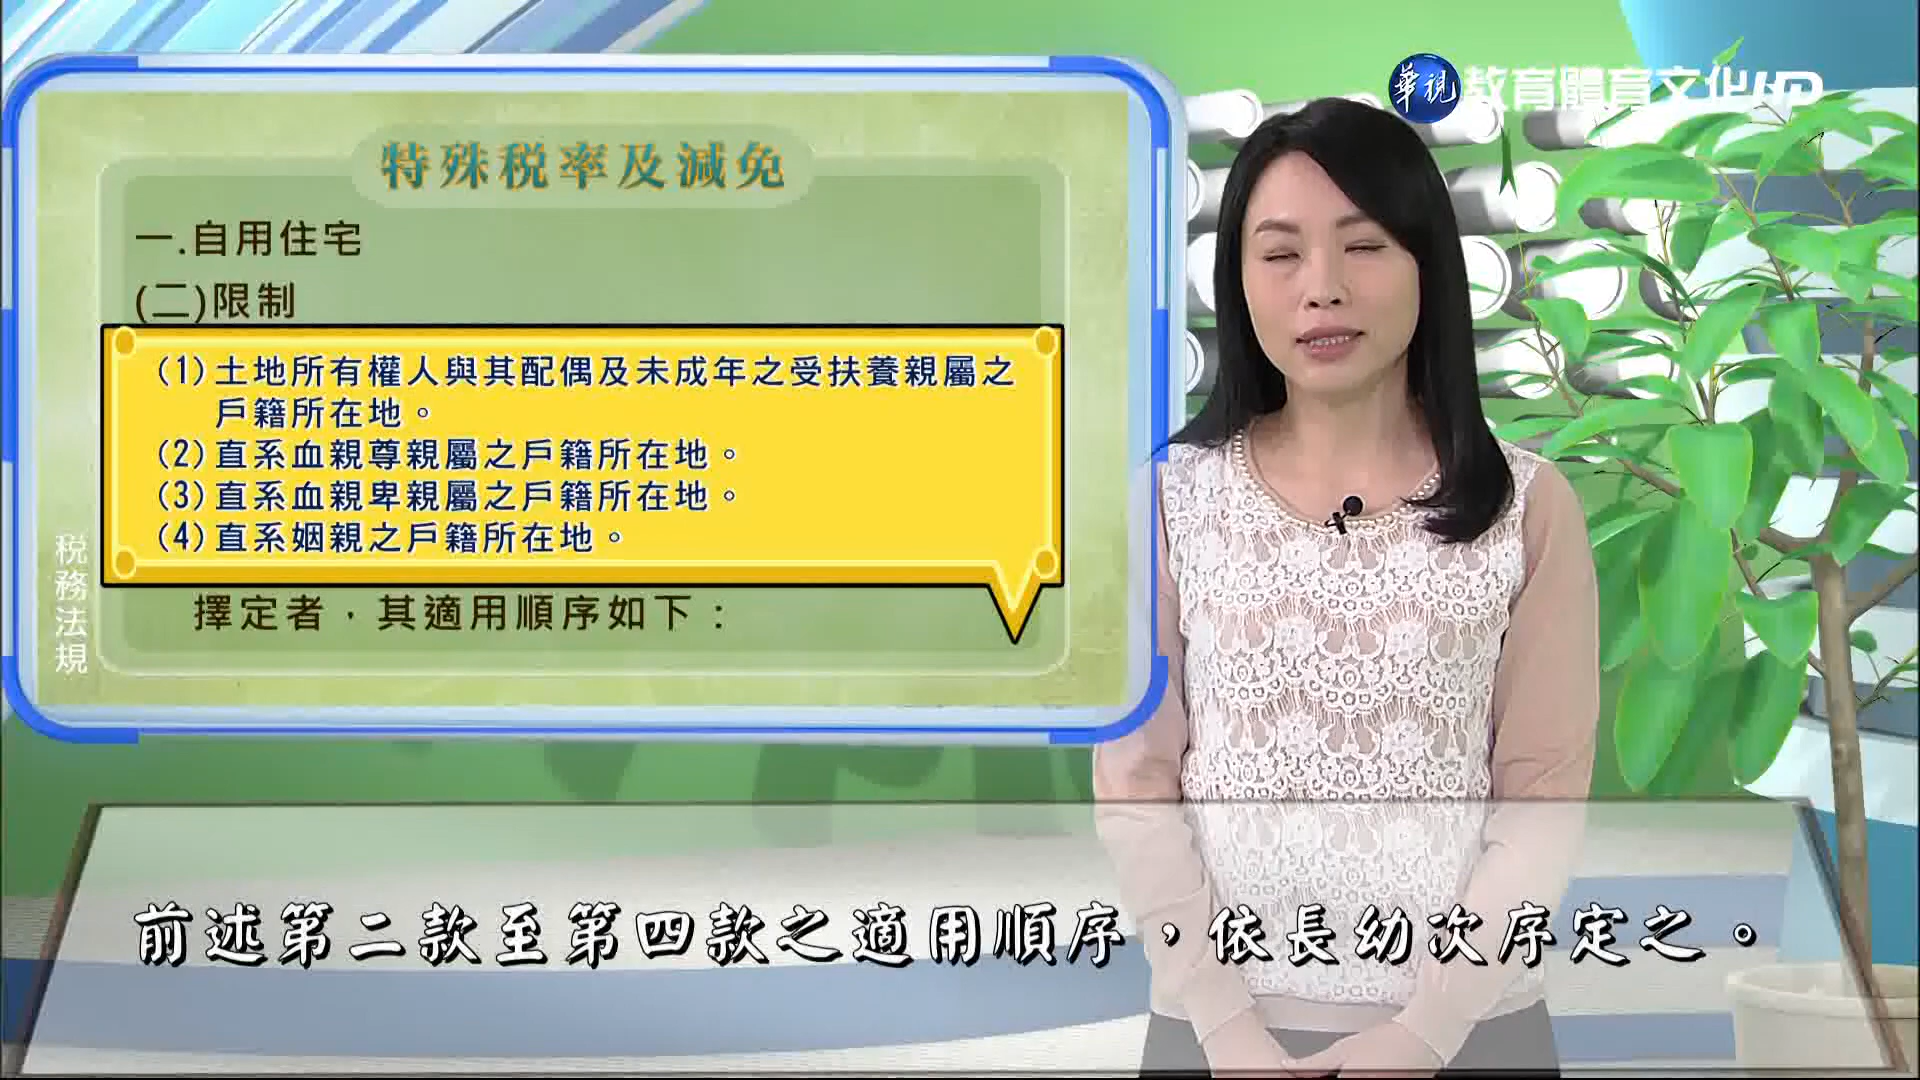 華視 教育體育文化HD
特殊稅率及減免
一.自用住宅
(二)限制
(1)土地所有權人與其配偶及未成年之受扶養親屬之
戶籍所在地。
(2)直系血親尊親屬之戶籍所在地。
(3)直系血親卑親屬之戶籍所在地。
(4)直系姻親之戶籍所在地。
擇定者，其適用順序如下：
稅務法規
前述第二款至第四款之適用順序，依長幼次序定之。